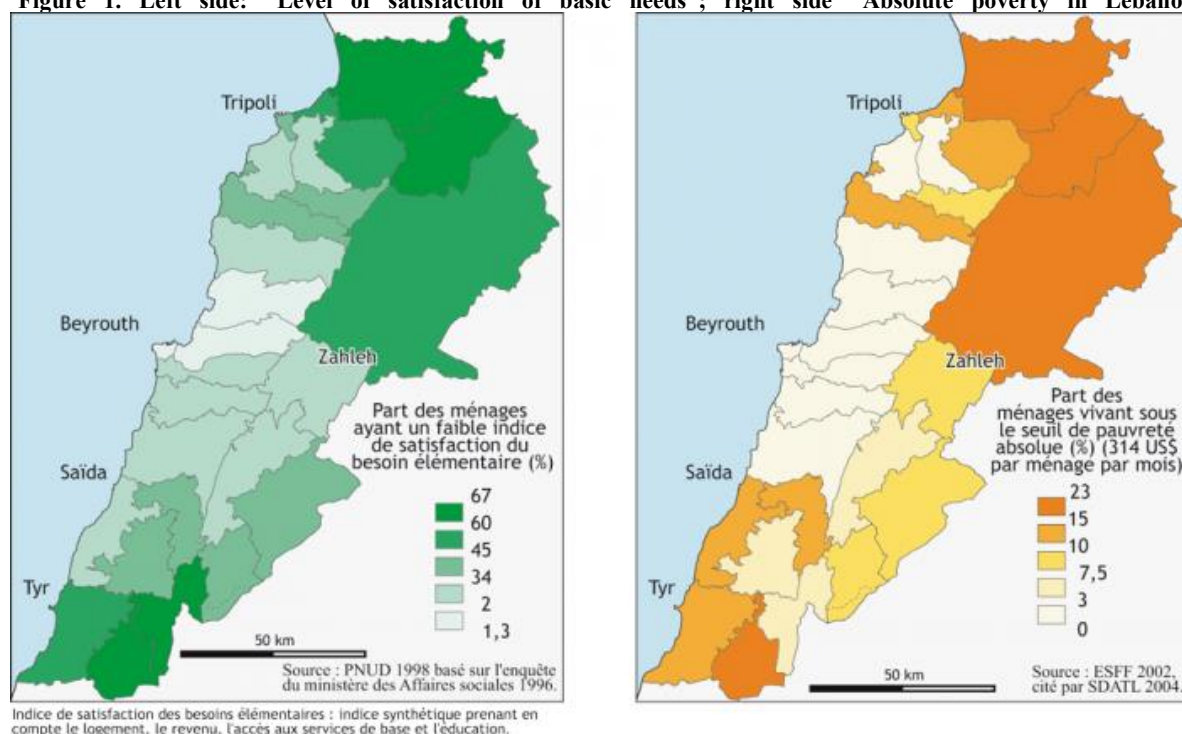 Figure 1. Left side: "Level of satisfaction of basic needs"; right side "Absolute poverty in Lebano
Tripoli
Beyrouth
Zahleh
Saïda
Tyr
Part des ménages
ayant un faible indice
de satisfaction du
besoin élémentaire (%)
67
60
45
34
2
1,3
50 km
Source : PNUD 1998 basé sur l'enquête
du ministère des Affaires sociales 1996.
Indice de satisfaction des besoins élémentaires : indice synthétique prenant en
compte le logement, le revenu, l'accès aux services de base et l'éducation.
Tripoli
Beyrouth
Zahleh
Saïda
Tyr
Part des
ménages vivant sous
le seuil de pauvreté
absolue (%) (314 US$
par ménage par mois)
23
15
10
7,5
3
0
50 km
Source : ESFF 2002,
cité par SDATL 2004.